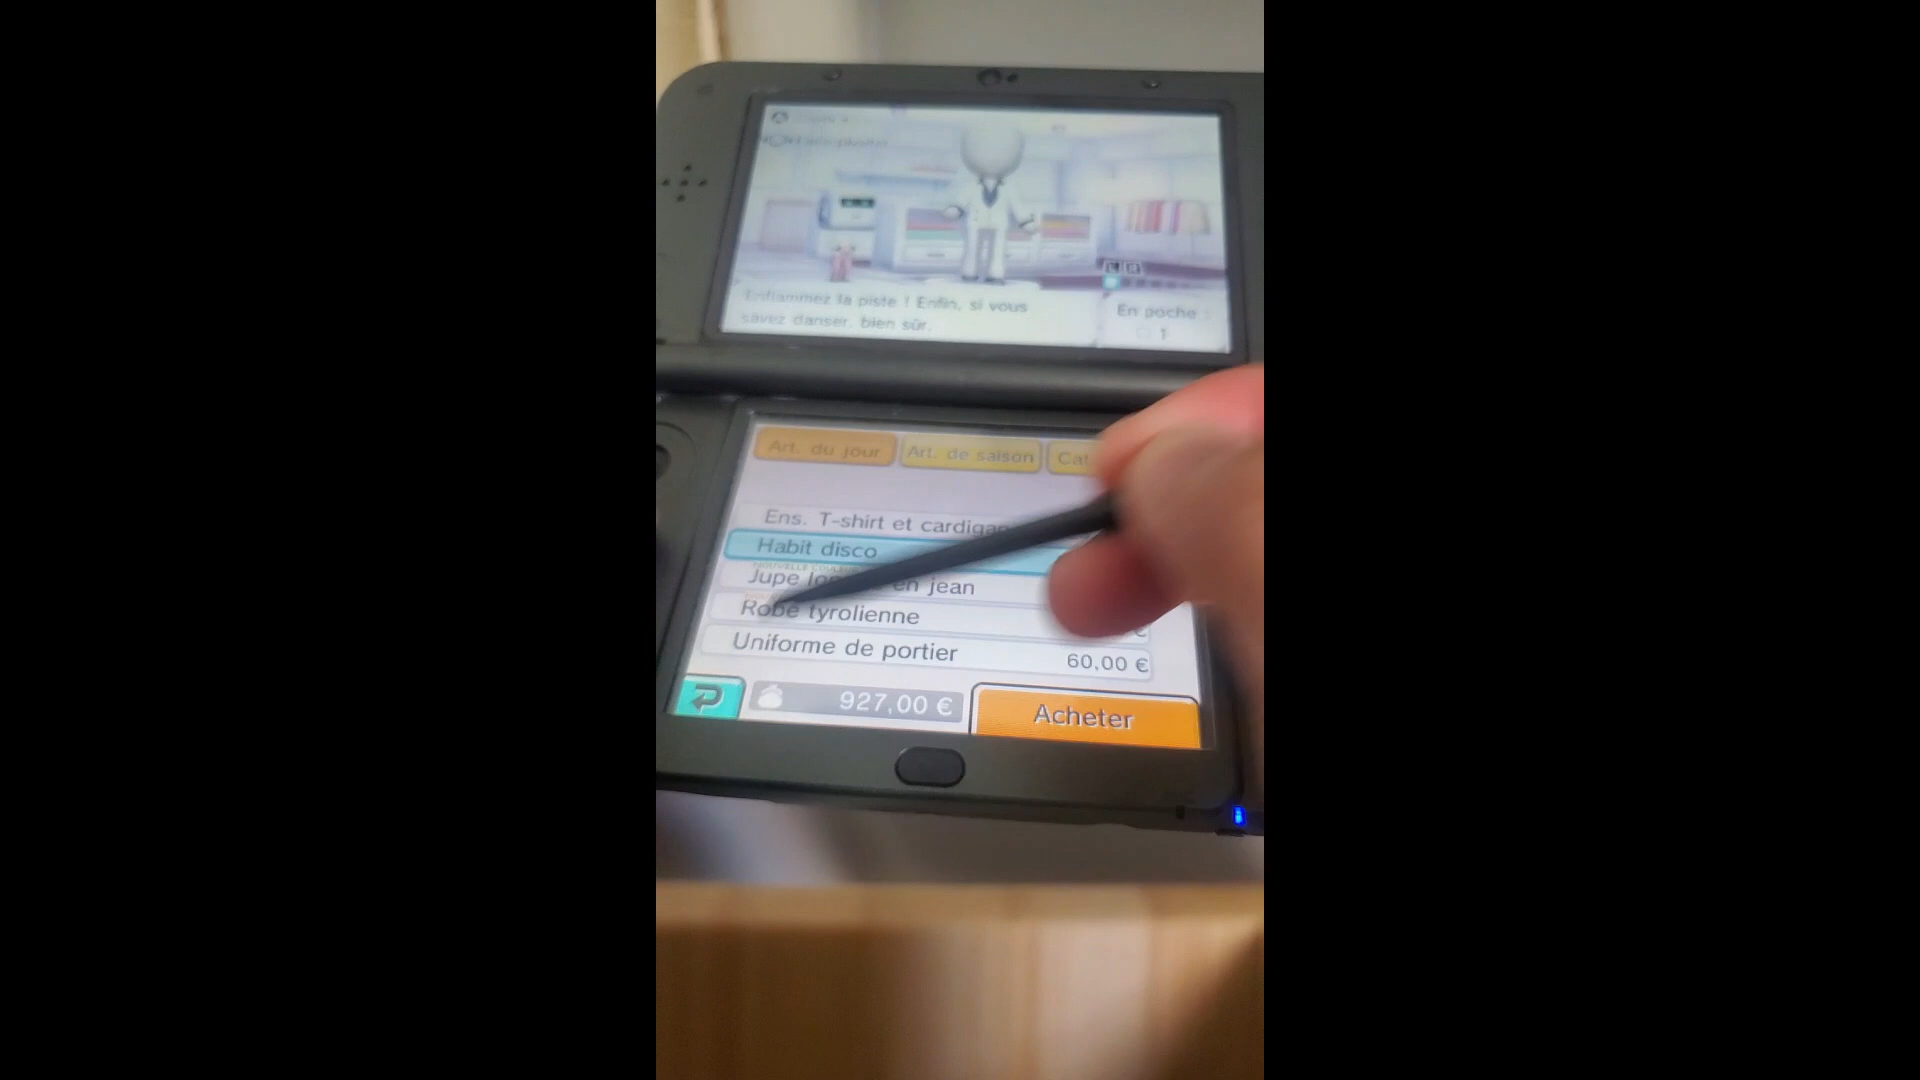 Enflammez la piste ! Enfin, si vous
savez danser, bien sûr.
En poche :
1
Art. du jour
Art. de saison
Ens. T-shirt et cardigan
Habit disco
Jupe en jean
Robe tyrolienne
€
Uniforme de portier
60,00 €
927,00 €
Acheter